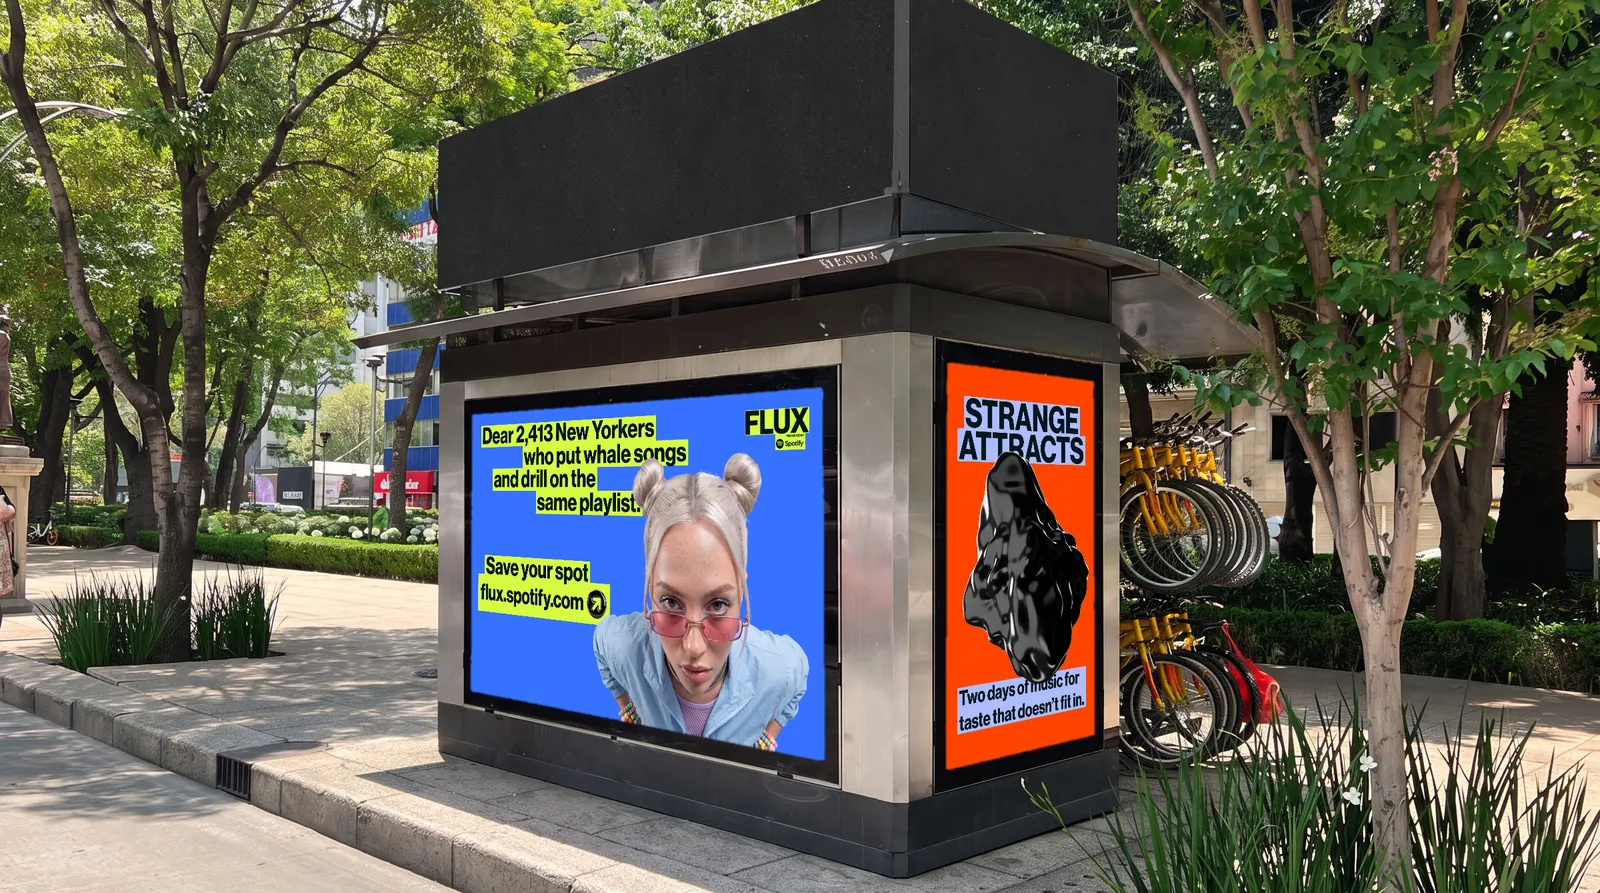 Dear 2,413 New Yorkers
who put whale songs
and drill on the
same playlist.
FLUX
Spotify
Save your spot
flux.spotify.com
STRANGE
ATTRACTS
Two days of music for
taste that doesn't fit in.